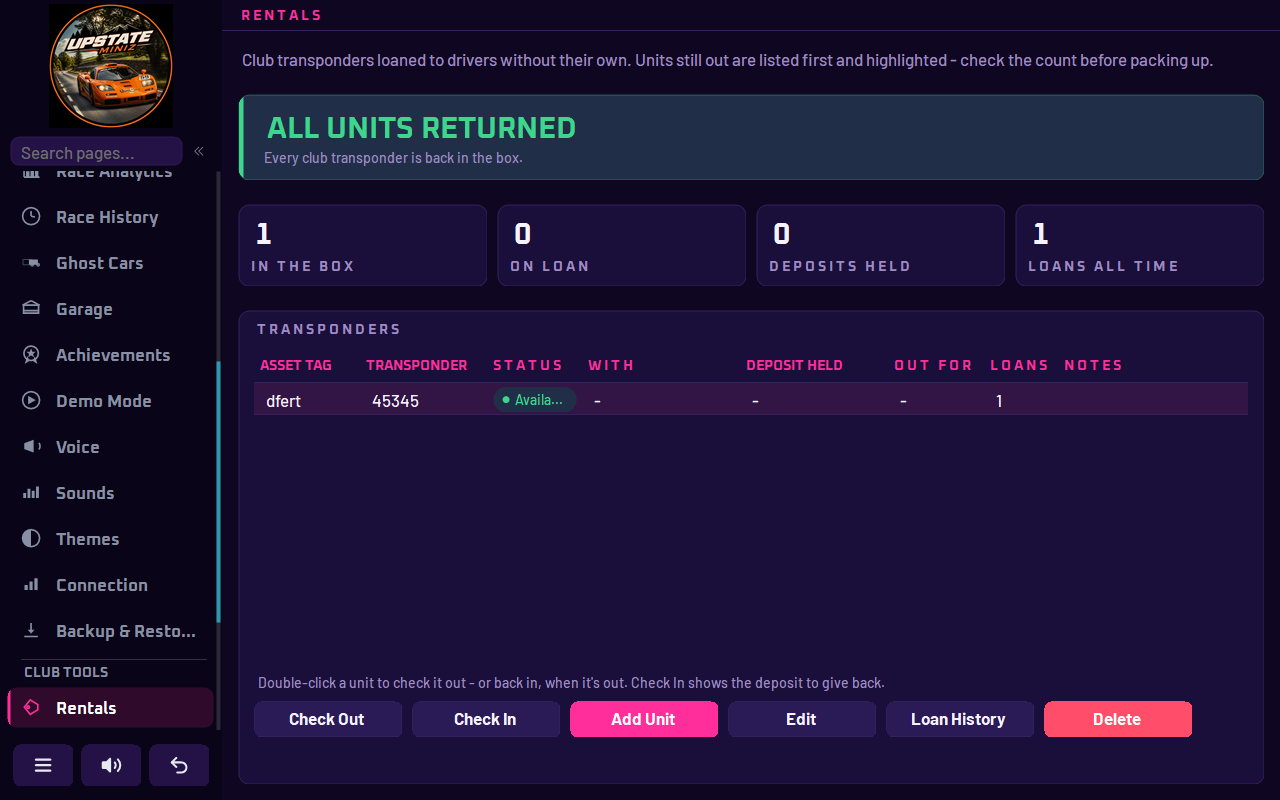 UPSTATE
MINIZ
Search pages...
Race Analytics
Race History
Ghost Cars
Garage
Achievements
Demo Mode
Voice
Sounds
Themes
Connection
Backup & Resto...
CLUB TOOLS
Rentals
RENTALS
Club transponders loaned to drivers without their own. Units still out are listed first and highlighted - check the count before packing up.
ALL UNITS RETURNED
Every club transponder is back in the box.
1
IN THE BOX
0
ON LOAN
0
DEPOSITS HELD
1
LOANS ALL TIME
TRANSPONDERS
ASSET TAG TRANSPONDER STATUS WITH DEPOSIT HELD OUT FOR LOANS NOTES
dfert 45345 Availa... - - - 1
Double-click a unit to check it out - or back in, when it's out. Check In shows the deposit to give back.
Check Out Check In Add Unit Edit Loan History Delete